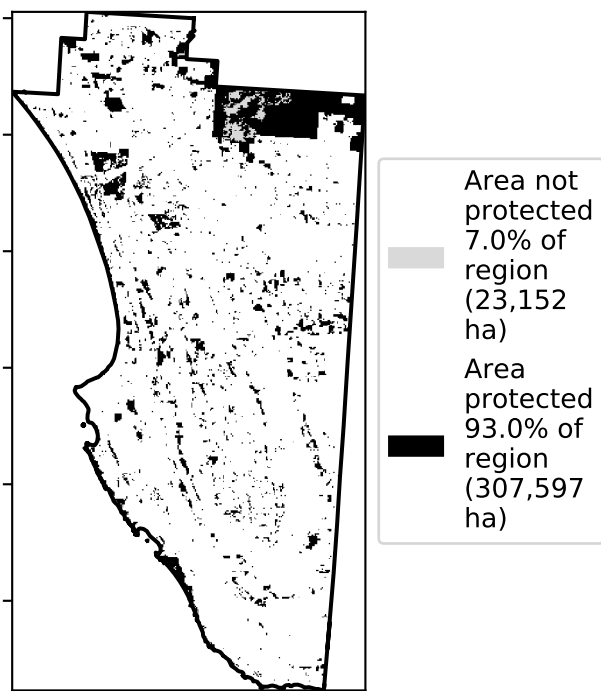 Area not
protected
7.0% of
region
(23,152
ha)
Area
protected
93.0% of
region
(307,597
ha)